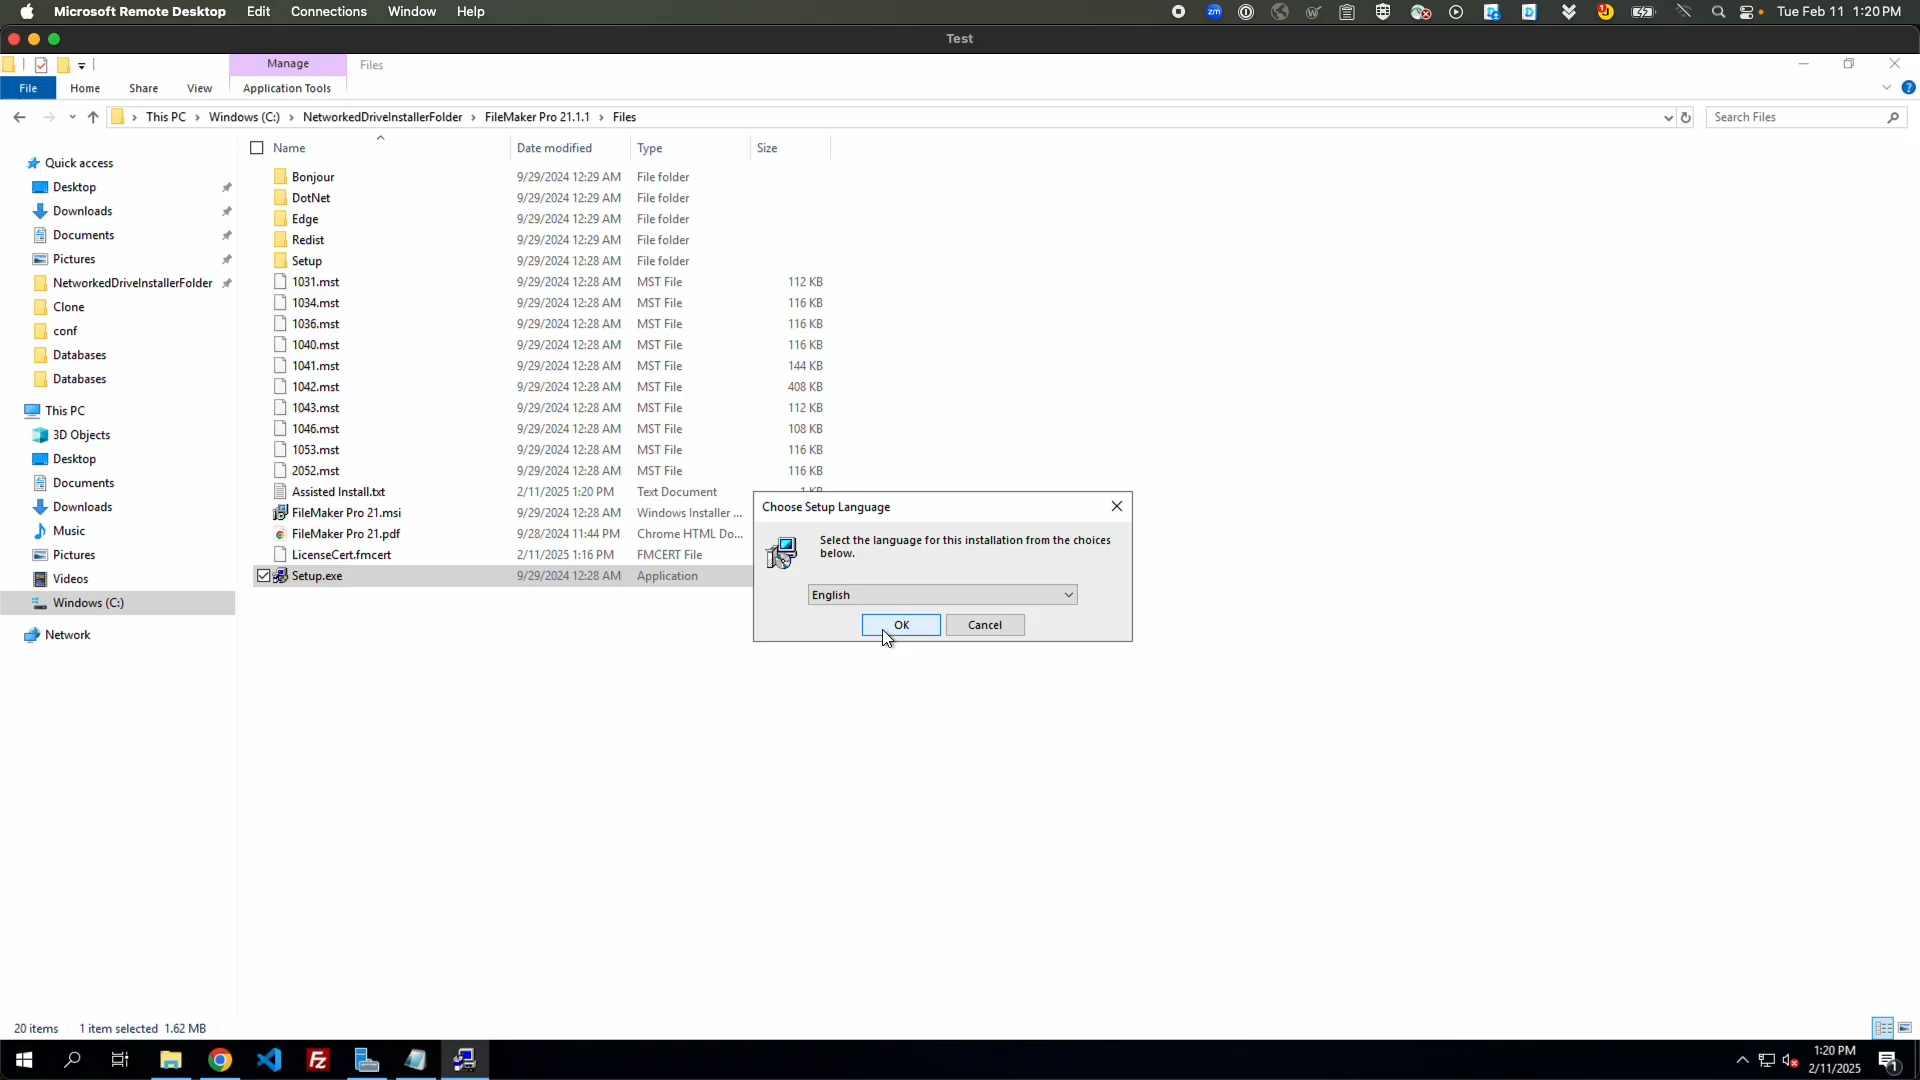 Microsoft Remote Desktop Edit Connections Window Help
zm
Tue Feb 11 1:20 PM
Test
Manage Files
File Home Share View Application Tools
This PC > Windows (C:) > NetworkedDriveInstallerFolder > FileMaker Pro 21.1.1 > Files
Search Files
Name Date modified Type Size
Quick access
Desktop
Downloads
Documents
Pictures
NetworkedDriveInstallerFolder
Clone
conf
Databases
Databases
This PC
3D Objects
Desktop
Documents
Downloads
Music
Pictures
Videos
Windows (C:)
Network
Bonjour 9/29/2024 12:29 AM File folder
DotNet 9/29/2024 12:29 AM File folder
Edge 9/29/2024 12:29 AM File folder
Redist 9/29/2024 12:29 AM File folder
Setup 9/29/2024 12:28 AM File folder
1031.mst 9/29/2024 12:28 AM MST File 112 KB
1034.mst 9/29/2024 12:28 AM MST File 116 KB
1036.mst 9/29/2024 12:28 AM MST File 116 KB
1040.mst 9/29/2024 12:28 AM MST File 116 KB
1041.mst 9/29/2024 12:28 AM MST File 144 KB
1042.mst 9/29/2024 12:28 AM MST File 408 KB
1043.mst 9/29/2024 12:28 AM MST File 112 KB
1046.mst 9/29/2024 12:28 AM MST File 108 KB
1053.mst 9/29/2024 12:28 AM MST File 116 KB
2052.mst 9/29/2024 12:28 AM MST File 116 KB
Assisted Install.txt 2/11/2025 1:20 PM Text Document 1 KB
FileMaker Pro 21.msi 9/29/2024 12:28 AM Windows Installer ...
FileMaker Pro 21.pdf 9/28/2024 11:44 PM Chrome HTML Do...
LicenseCert.fmcert 2/11/2025 1:16 PM FMCERT File
Setup.exe 9/29/2024 12:28 AM Application
Choose Setup Language
Select the language for this installation from the choices
below.
English
OK Cancel
20 items 1 item selected 1.62 MB
1:20 PM
2/11/2025
1